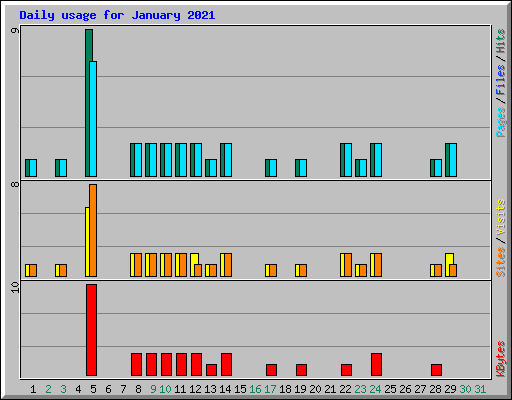 Daily usage for January 2021
9
8
10
Pages / Files / Hits
Sites / Visits
KBytes
1 2 3 4 5 6 7 8 9 10 11 12 13 14 15 16 17 18 19 20 21 22 23 24 25 26 27 28 29 30 31